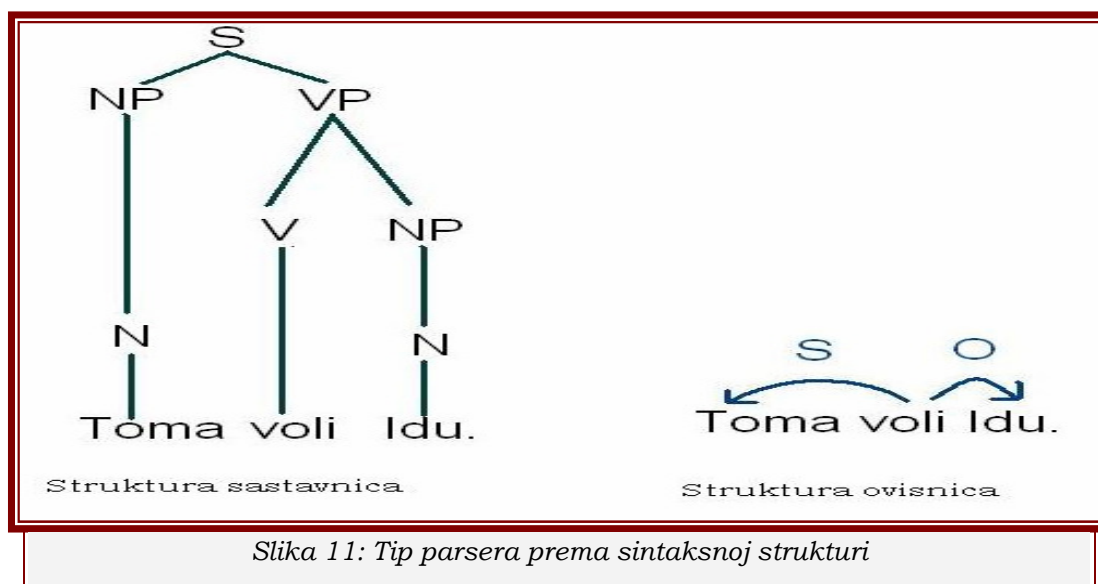 S
NP VP
V NP
N N
Toma voli Idu.
Struktura sastavnica
S O
Toma voli Idu.
Struktura ovisnica
Slika 11: Tip parsera prema sintaksnoj strukturi